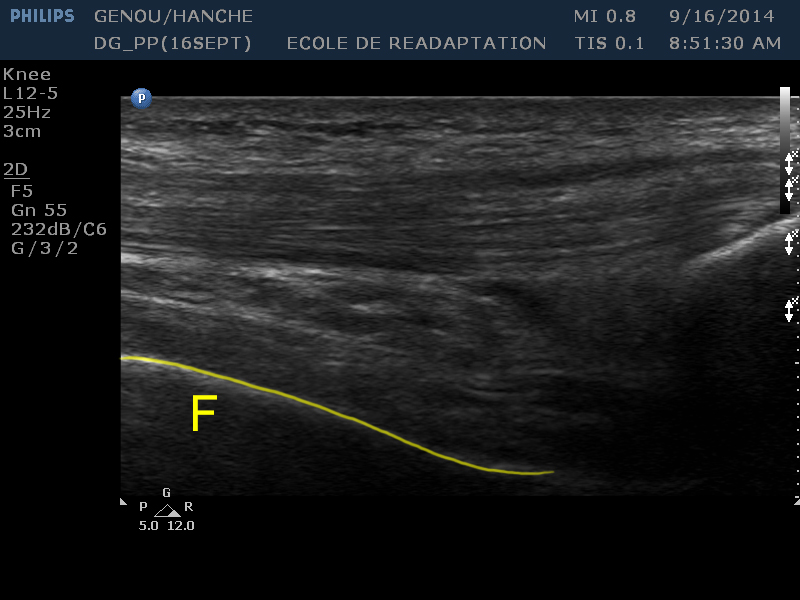 PHILIPS GENOU/HANCHE MI 0.8 9/16/2014
DG_PP(16SEPT) ECOLE DE READAPTATION TIS 0.1 8:51:30 AM
Knee
L12-5
25Hz
3cm
2D
F5
Gn 55
232dB/C6
G/3/2
P
F
G
P R
5.0 12.0